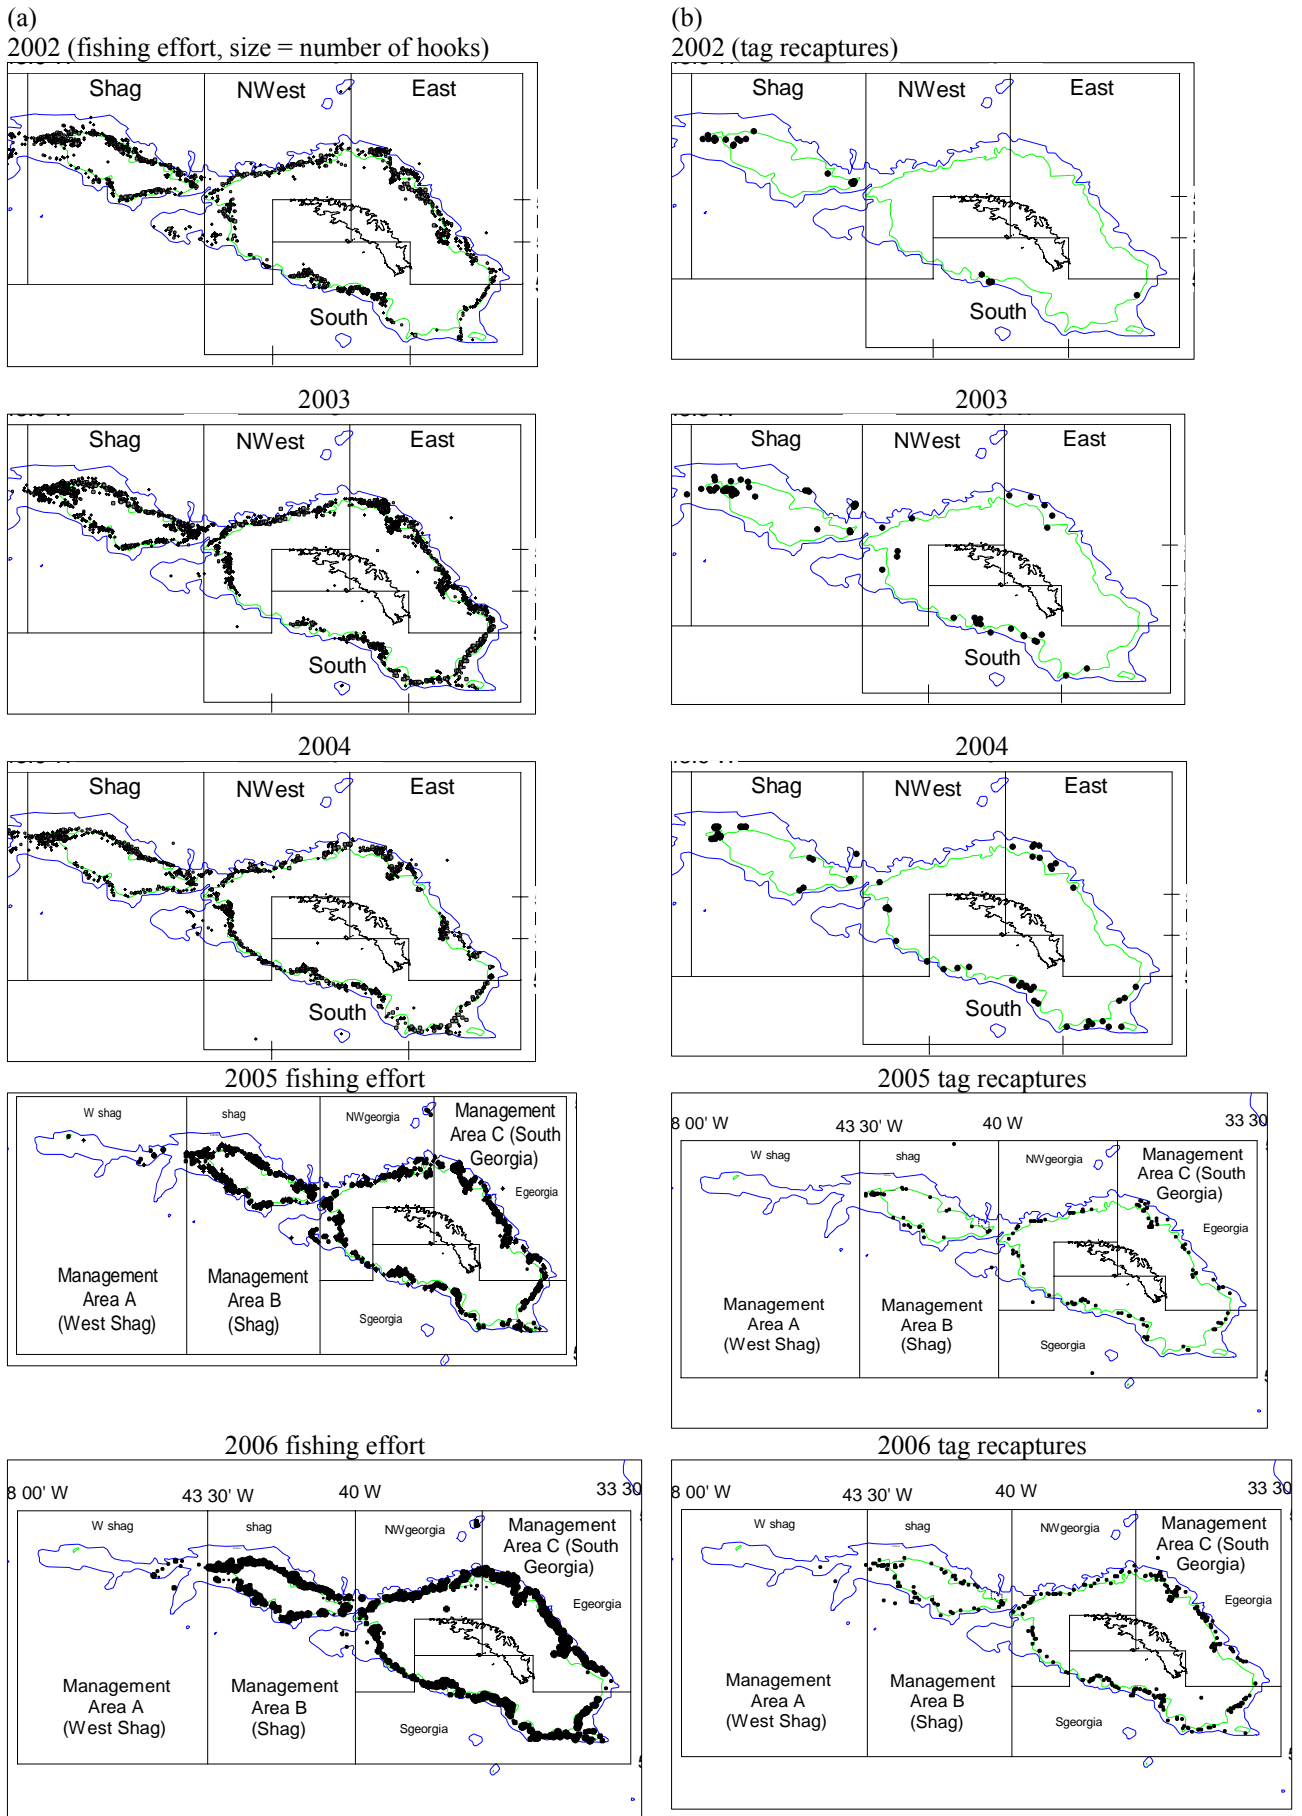 (a)
(b)
2002 (fishing effort, size = number of hooks)
2002 (tag recaptures)
Shag NWest East
South
Shag NWest East
South
2003
2003
Shag NWest East
South
Shag NWest East
South
2004
2004
Shag NWest East
South
Shag NWest East
South
2005 fishing effort
2005 tag recaptures
W shag shag NWgeorgia Management
Area C (South
Georgia)
Egeorgia
Management
Area A
(West Shag)
Management
Area B
(Shag)
Sgeorgia
8 00' W 43 30' W 40 W 33 30
W shag shag NWgeorgia Management
Area C (South
Georgia)
Egeorgia
Management
Area A
(West Shag)
Management
Area B
(Shag)
Sgeorgia
2006 fishing effort
2006 tag recaptures
8 00' W 43 30' W 40 W 33 30
W shag shag NWgeorgia Management
Area C (South
Georgia)
Egeorgia
Management
Area A
(West Shag)
Management
Area B
(Shag)
Sgeorgia
8 00' W 43 30' W 40 W 33 30
W shag shag NWgeorgia Management
Area C (South
Georgia)
Egeorgia
Management
Area A
(West Shag)
Management
Area B
(Shag)
Sgeorgia